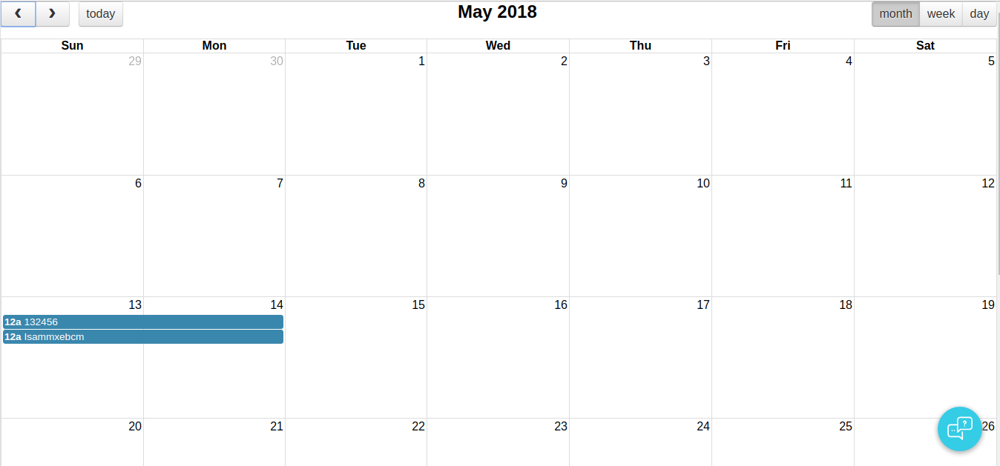 ‹ › today May 2018 month week day
Sun Mon Tue Wed Thu Fri Sat
29 30 1 2 3 4 5
6 7 8 9 10 11 12
13 14 15 16 17 18 19
12a 132456
12a Isammxebcm
20 21 22 23 24 25 26
?